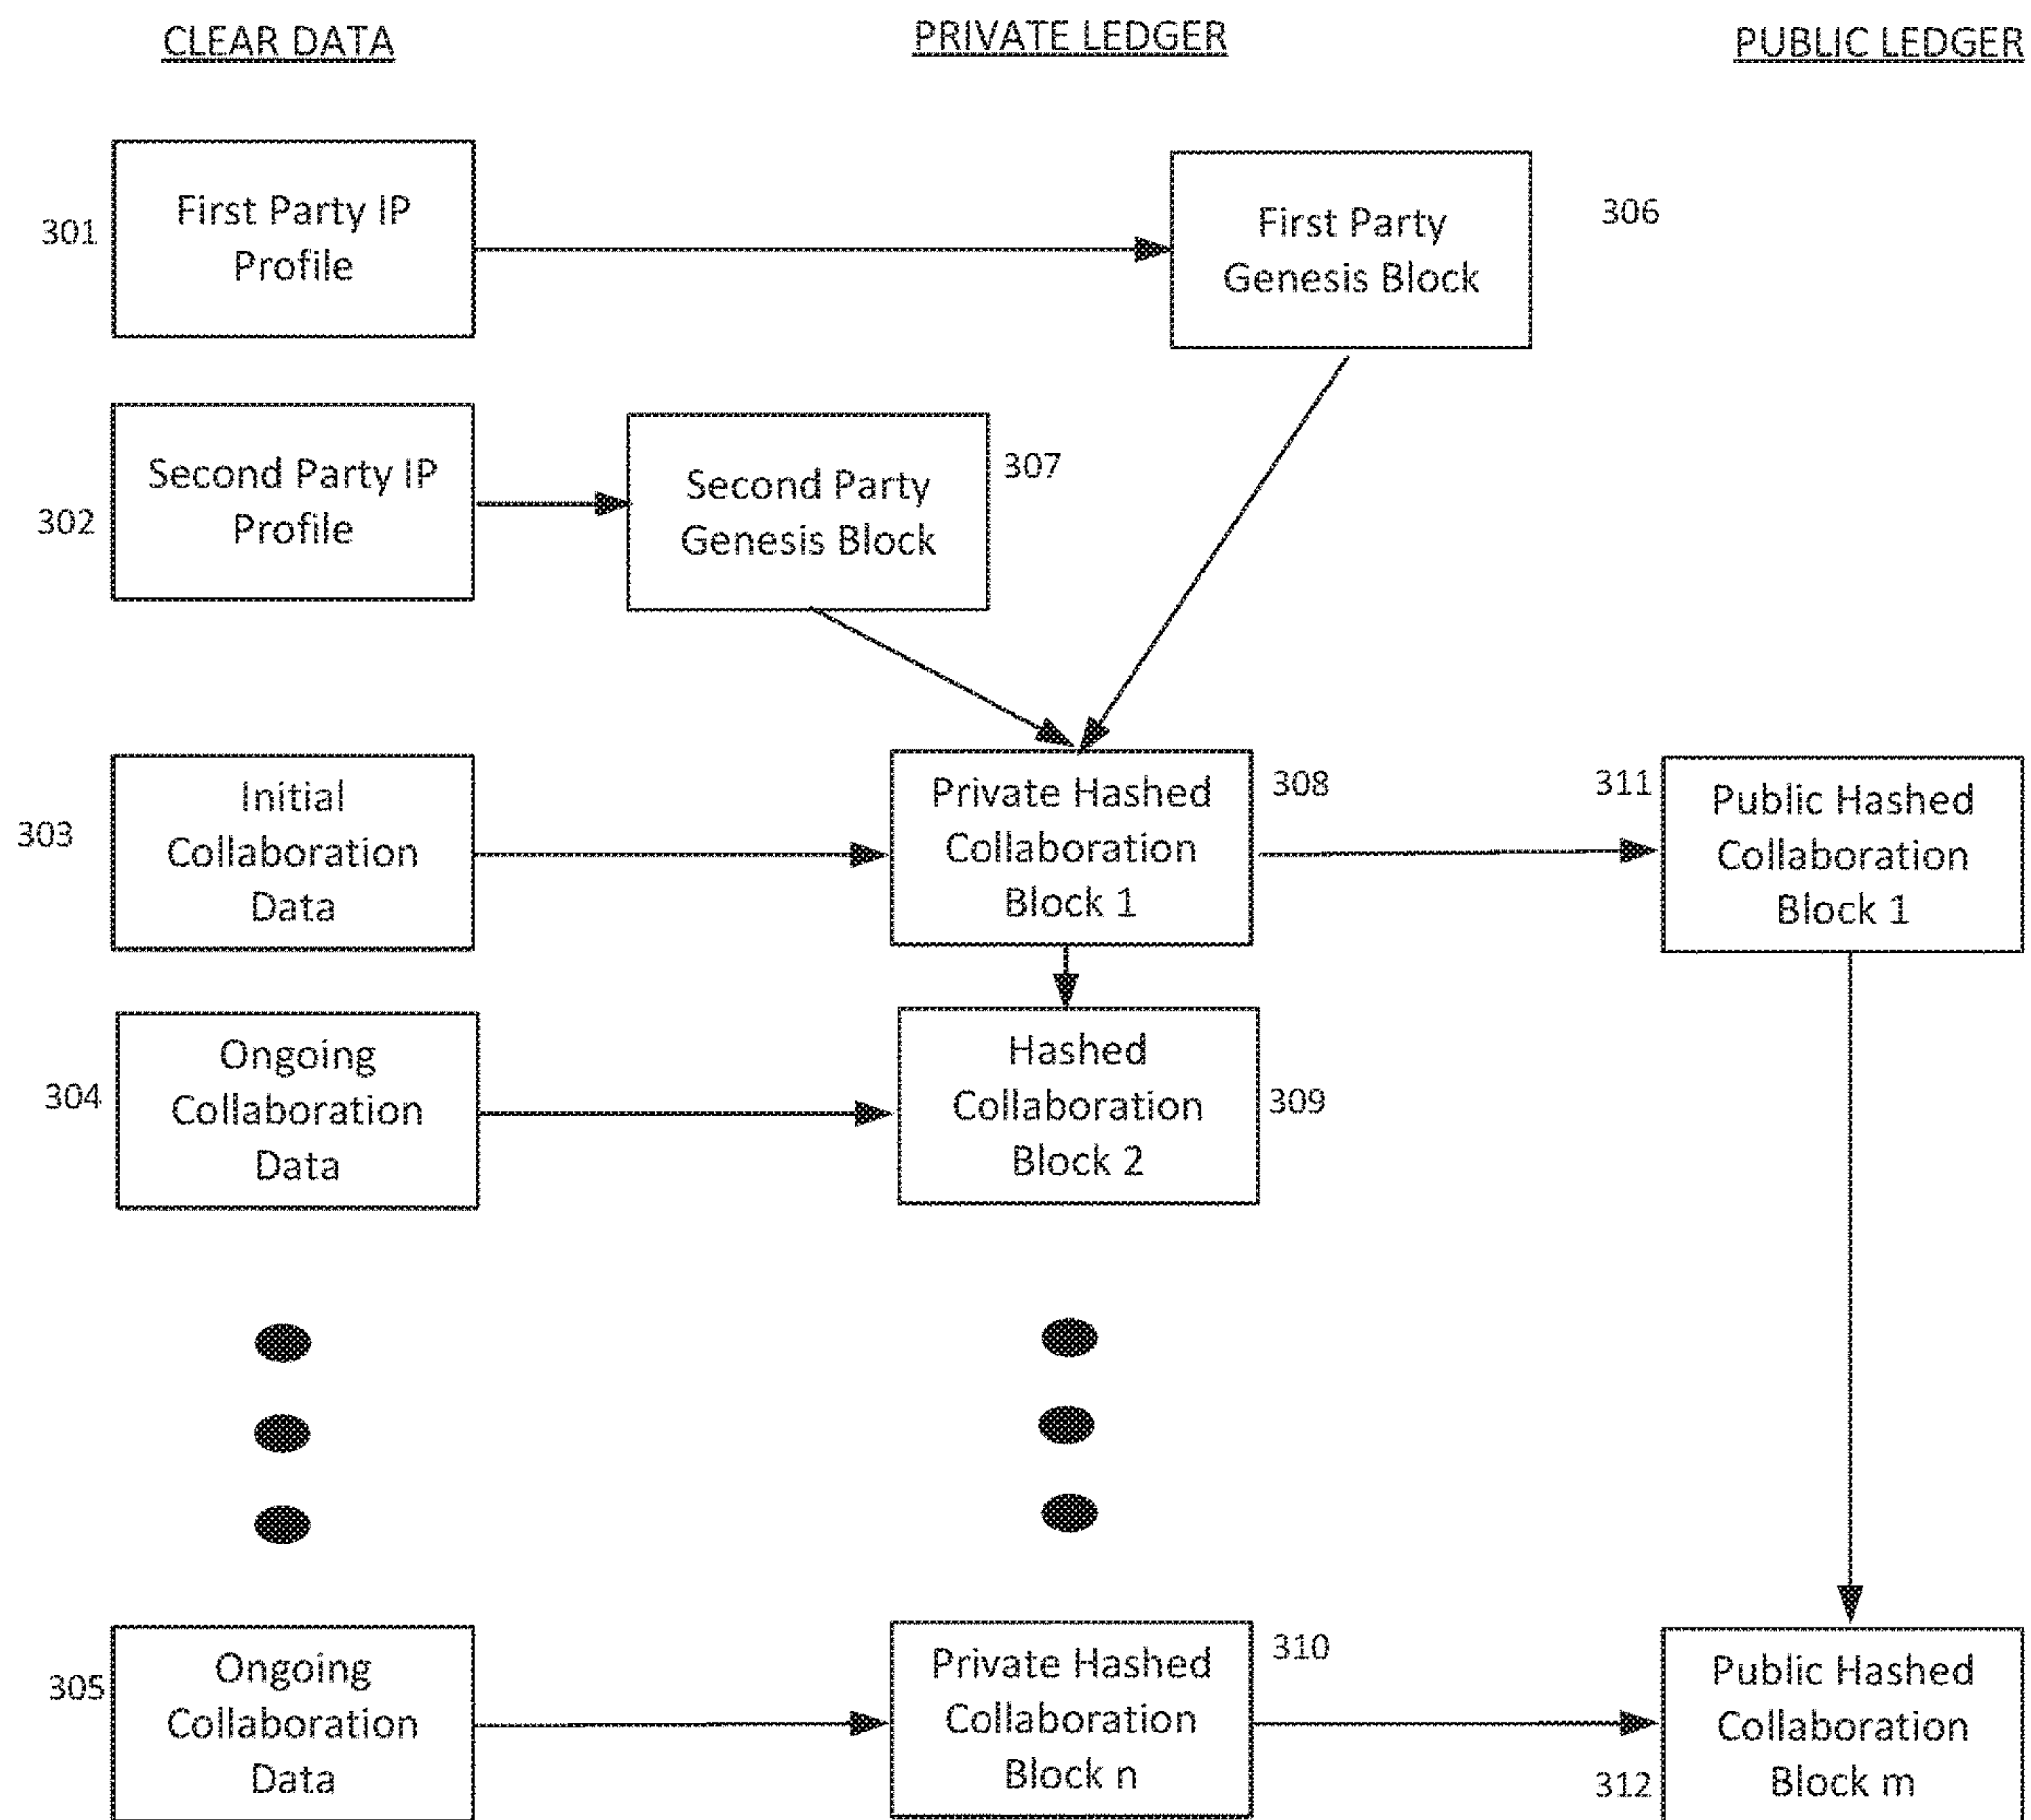 CLEAR DATA
PRIVATE LEDGER
PUBLIC LEDGER
301
First Party IP
Profile
First Party
Genesis Block
306
302
Second Party IP
Profile
Second Party
Genesis Block
307
303
Initial
Collaboration
Data
Private Hashed
Collaboration
Block 1
308
311
Public Hashed
Collaboration
Block 1
304
Ongoing
Collaboration
Data
Hashed
Collaboration
Block 2
309
305
Ongoing
Collaboration
Data
Private Hashed
Collaboration
Block n
310
312
Public Hashed
Collaboration
Block m